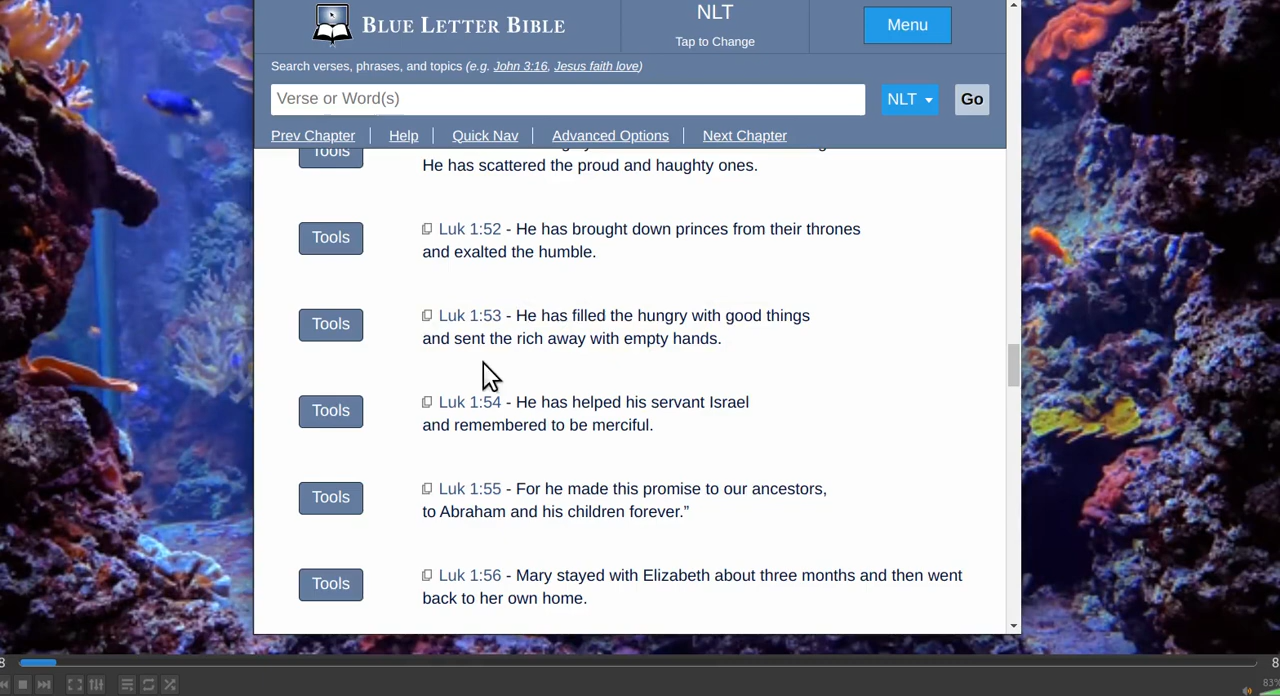 BLUE LETTER BIBLE
NLT
Tap to Change
Menu
Search verses, phrases, and topics (e.g. John 3:16, Jesus faith love)
Verse or Word(s)
NLT
Go
Prev Chapter
Help
Quick Nav
Advanced Options
Next Chapter
Tools
He has scattered the proud and haughty ones.
Tools
Luk 1:52 - He has brought down princes from their thrones
and exalted the humble.
Tools
Luk 1:53 - He has filled the hungry with good things
and sent the rich away with empty hands.
Tools
Luk 1:54 - He has helped his servant Israel
and remembered to be merciful.
Tools
Luk 1:55 - For he made this promise to our ancestors,
to Abraham and his children forever.”
Tools
Luk 1:56 - Mary stayed with Elizabeth about three months and then went
back to her own home.
8
8
83%